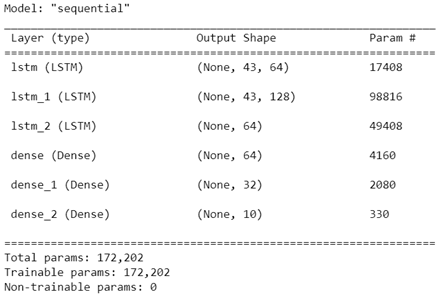 Model: "sequential"
_________________________________________________________________
Layer (type) Output Shape Param #
=================================================================
lstm (LSTM) (None, 43, 64) 17408
lstm_1 (LSTM) (None, 43, 128) 98816
lstm_2 (LSTM) (None, 64) 49408
dense (Dense) (None, 64) 4160
dense_1 (Dense) (None, 32) 2080
dense_2 (Dense) (None, 10) 330
=================================================================
Total params: 172,202
Trainable params: 172,202
Non-trainable params: 0